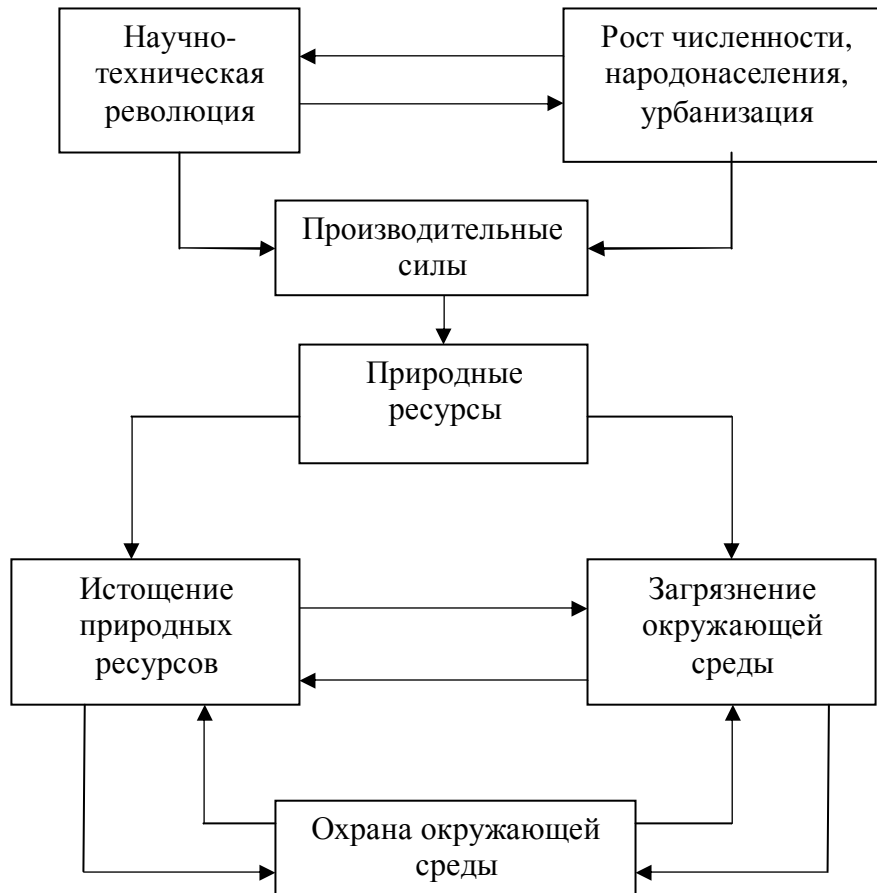 Научно-
техническая
революция
Рост численности,
народонаселения,
урбанизация
Производительные
силы
Природные
ресурсы
Истощение
природных
ресурсов
Загрязнение
окружающей
среды
Охрана окружающей
среды